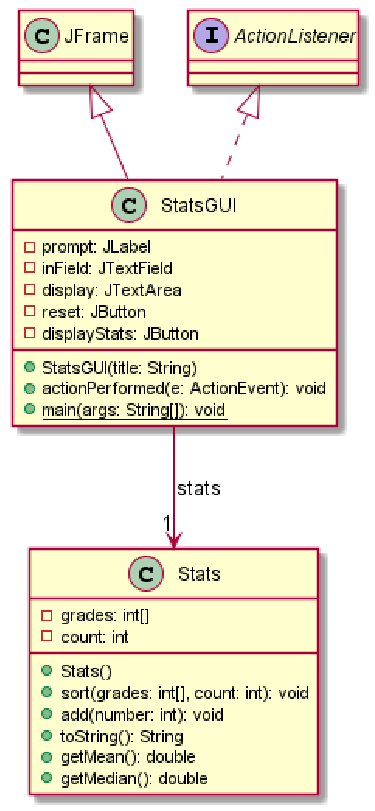 C JFrame
I ActionListener
C StatsGUI
prompt: JLabel
inField: JTextField
display: JTextArea
reset: JButton
displayStats: JButton
StatsGUI(title: String)
actionPerformed(e: ActionEvent): void
main(args: String[]): void
stats
1
C Stats
grades: int[]
count: int
Stats()
sort(grades: int[], count: int): void
add(number: int): void
toString(): String
getMean(): double
getMedian(): double